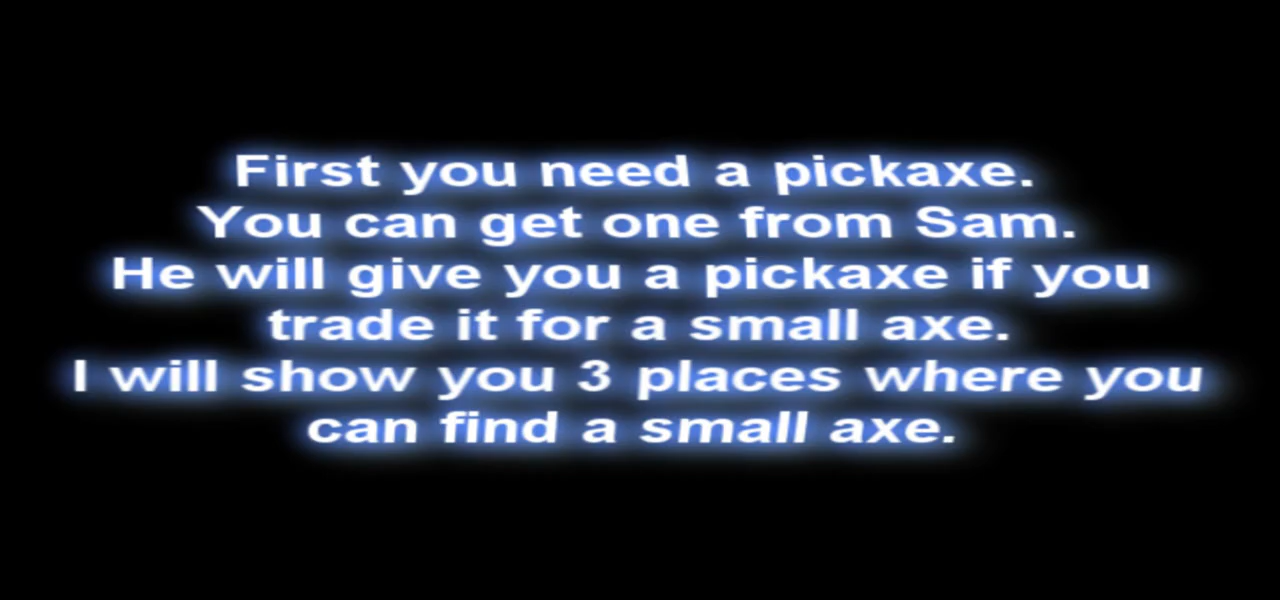 First you need a pickaxe.
You can get one from Sam.
He will give you a pickaxe if you
trade it for a small axe.
I will show you 3 places where you
can find a small axe.